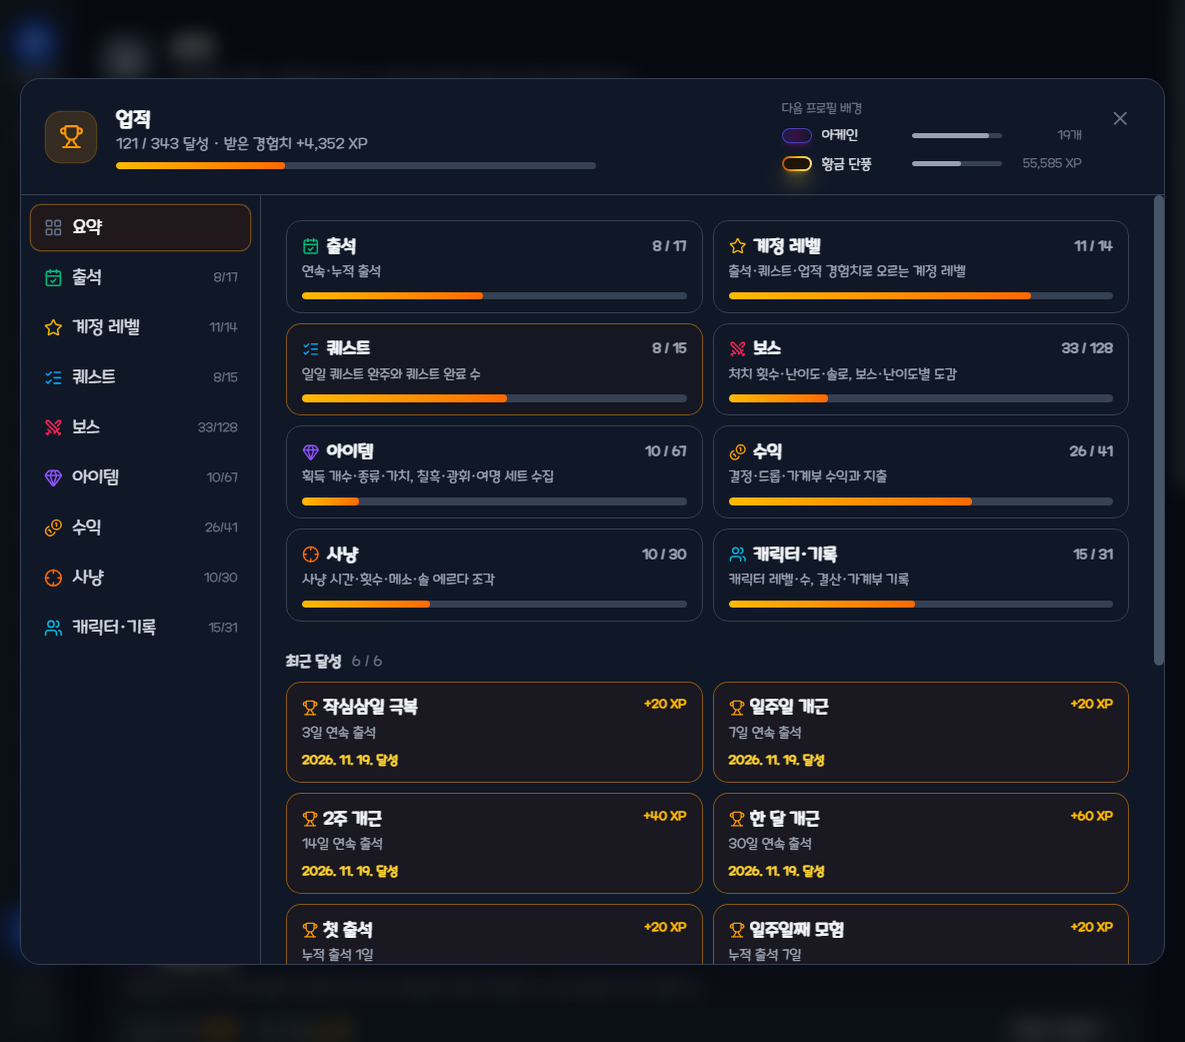 업적
121 / 343 달성 · 받은 경험치 +4,352 XP
다음 프로필 배경
아케인 19개
황금 단풍 55,585 XP
요약
출석 8/17
계정 레벨 11/14
퀘스트 8/15
보스 33/128
아이템 10/67
수익 26/41
사냥 10/30
캐릭터·기록 15/31
출석 8 / 17
연속·누적 출석
계정 레벨 11 / 14
출석·퀘스트·업적 경험치로 오르는 계정 레벨
퀘스트 8 / 15
일일 퀘스트 완주와 퀘스트 완료 수
보스 33 / 128
처치 횟수·난이도·솔로, 보스·난이도별 도감
아이템 10 / 67
획득 개수·종류·가치, 칠흑·광휘·여명 세트 수집
수익 26 / 41
결정·드롭·가계부 수익과 지출
사냥 10 / 30
사냥 시간·횟수·메소·솔 에르다 조각
캐릭터·기록 15 / 31
캐릭터 레벨·수, 결산·가계부 기록
최근 달성 6 / 6
작심삼일 극복 +20 XP
3일 연속 출석
2026. 11. 19. 달성
일주일 개근 +20 XP
7일 연속 출석
2026. 11. 19. 달성
2주 개근 +40 XP
14일 연속 출석
2026. 11. 19. 달성
한 달 개근 +60 XP
30일 연속 출석
2026. 11. 19. 달성
첫 출석 +20 XP
누적 출석 1일
일주일째 모험 +20 XP
누적 출석 7일